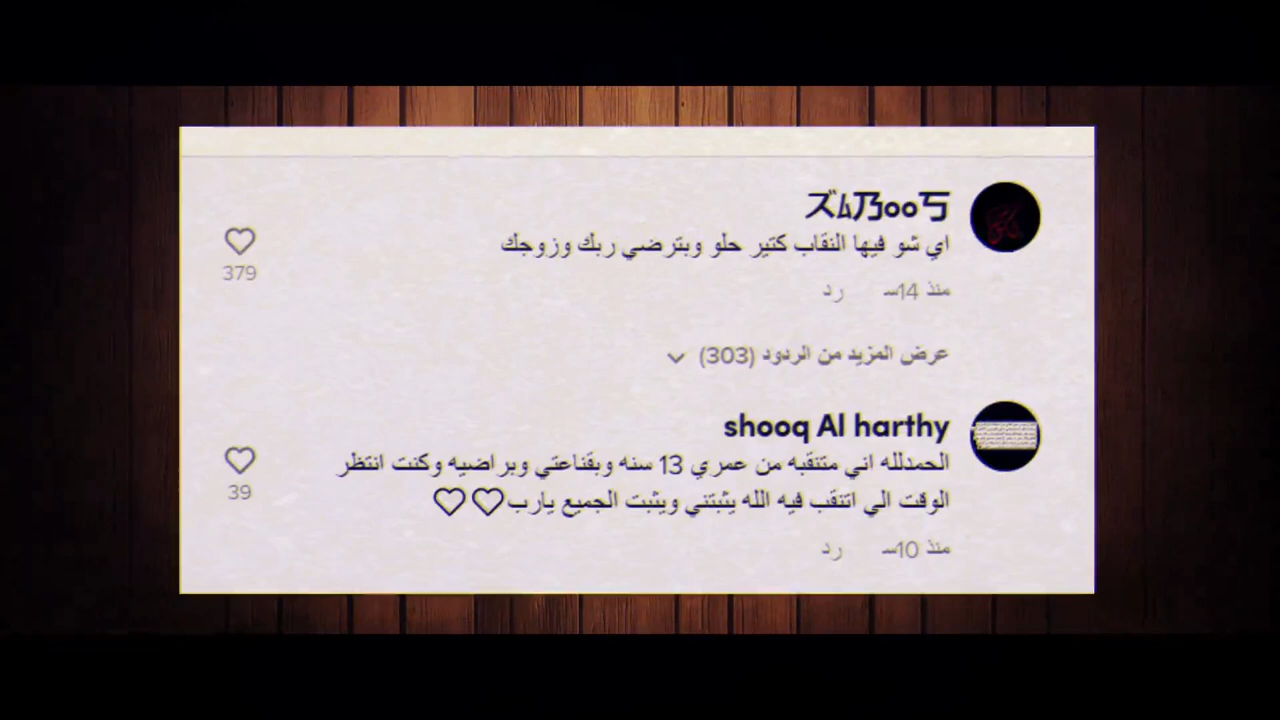 ズム乃oo丂
اي شو فيها النقاب كتير حلو وبترضي ربك وزوجك
379
منذ 14س رد
عرض المزيد من الردود (303)
shooq Al harthy
الحمدلله اني متنقبه من عمري 13 سنه وبقناعتي وبراضيه وكنت انتظر
الوقت الي اتنقب فيه الله يثبتني ويثبت الجميع يارب♡♡
39
منذ 10س رد